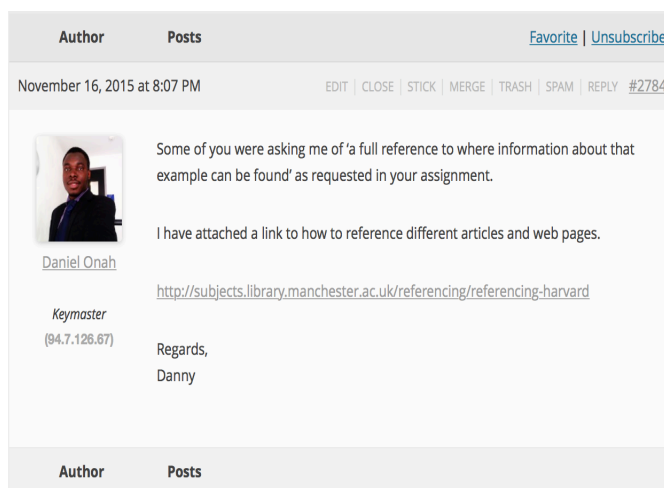 Author Posts Favorite | Unsubscribe
November 16, 2015 at 8:07 PM EDIT | CLOSE | STICK | MERGE | TRASH | SPAM | REPLY #2784
Some of you were asking me of ‘a full reference to where information about that
example can be found’ as requested in your assignment.
I have attached a link to how to reference different articles and web pages.
Daniel Onah
http://subjects.library.manchester.ac.uk/referencing/referencing-harvard
Keymaster
(94.7.126.67)
Regards,
Danny
Author Posts